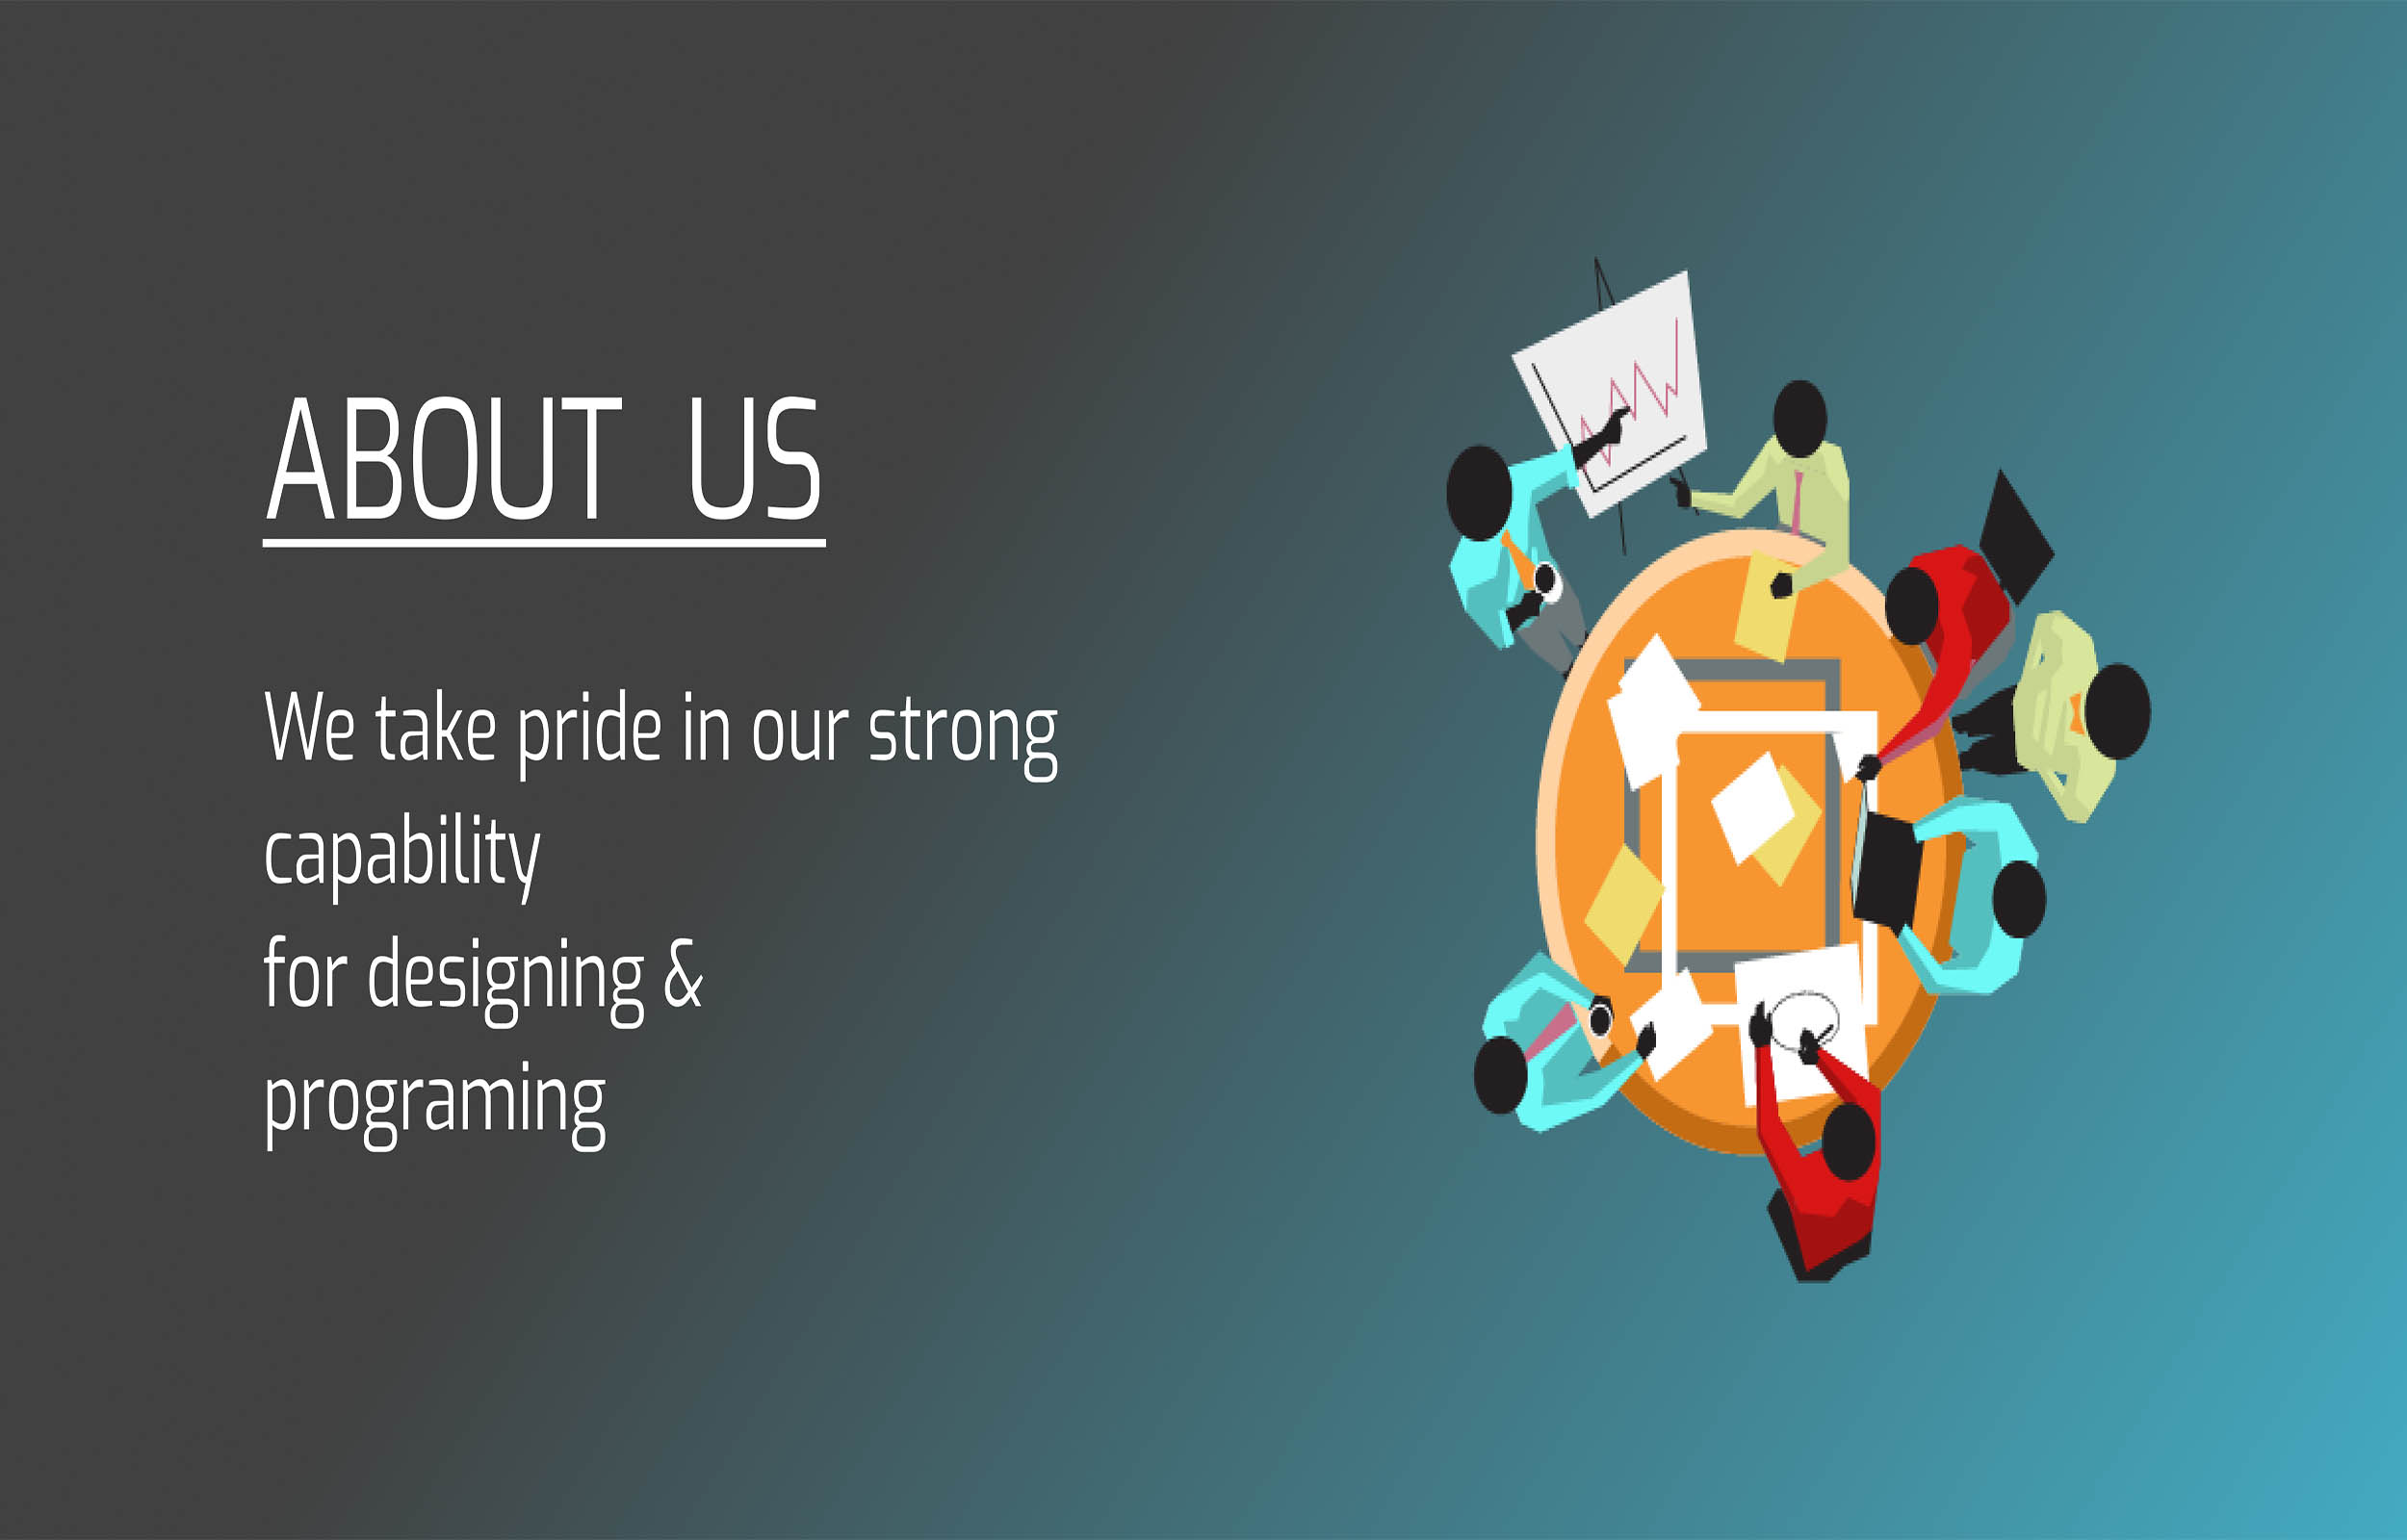 ABOUT US
We take pride in our strong
capability
for designing &
programing